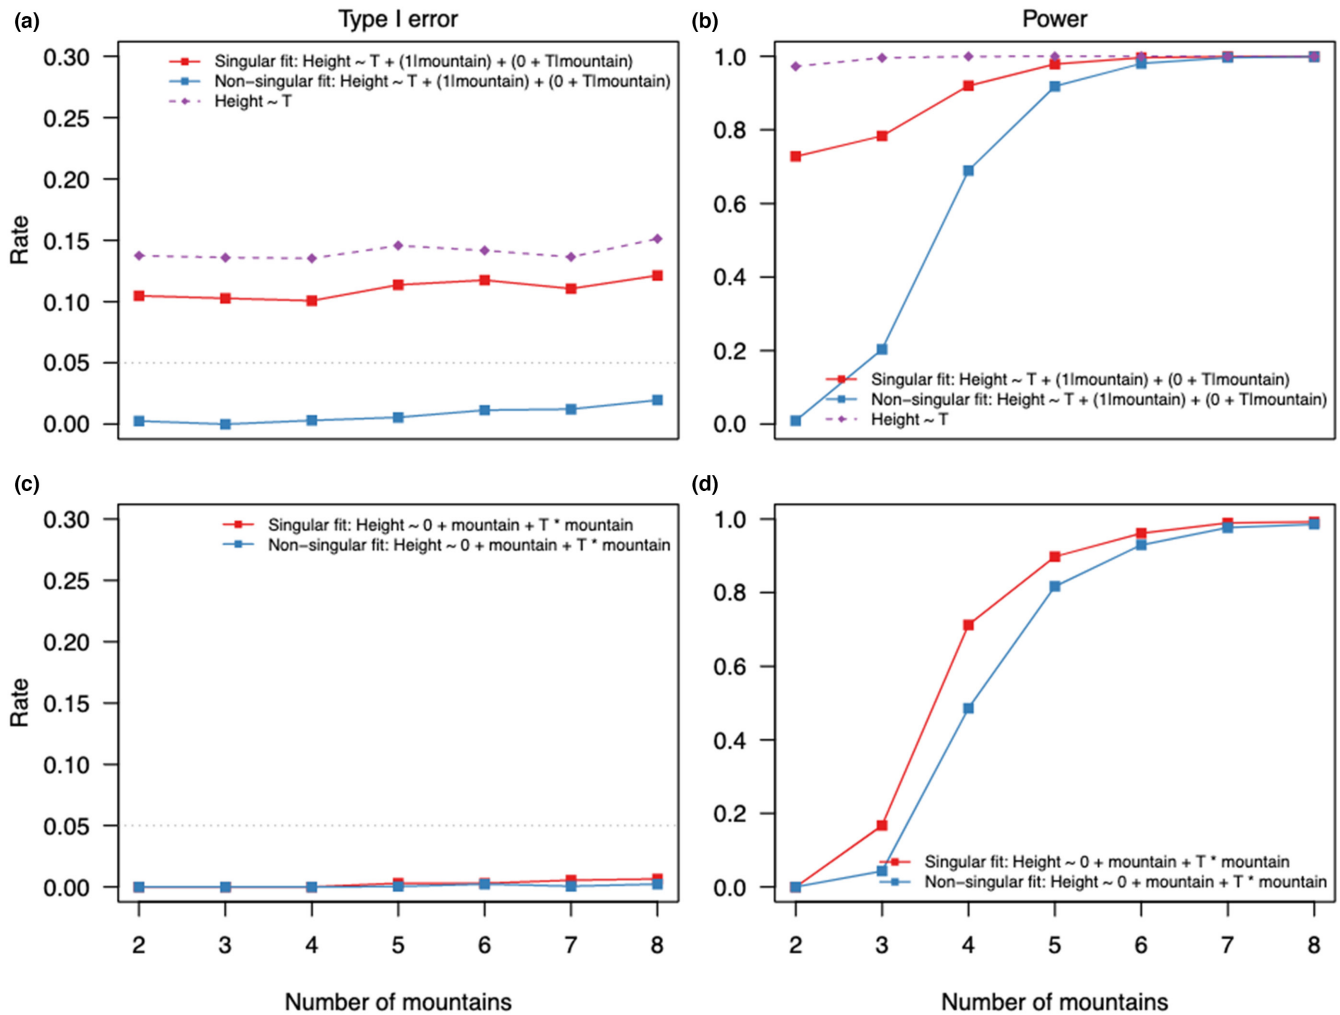 (a)
Type I error
(b)
Power
0.30
0.25
0.20
0.15
0.10
0.05
0.00
Rate
Singular fit: Height ~ T + (1|mountain) + (0 + T|mountain)
Non−singular fit: Height ~ T + (1|mountain) + (0 + T|mountain)
Height ~ T
1.0
0.8
0.6
0.4
0.2
0.0
Singular fit: Height ~ T + (1|mountain) + (0 + T|mountain)
Non−singular fit: Height ~ T + (1|mountain) + (0 + T|mountain)
Height ~ T
(c)
(d)
0.30
0.25
0.20
0.15
0.10
0.05
0.00
Rate
Singular fit: Height ~ 0 + mountain + T * mountain
Non−singular fit: Height ~ 0 + mountain + T * mountain
2 3 4 5 6 7 8
Number of mountains
1.0
0.8
0.6
0.4
0.2
0.0
Singular fit: Height ~ 0 + mountain + T * mountain
Non−singular fit: Height ~ 0 + mountain + T * mountain
2 3 4 5 6 7 8
Number of mountains